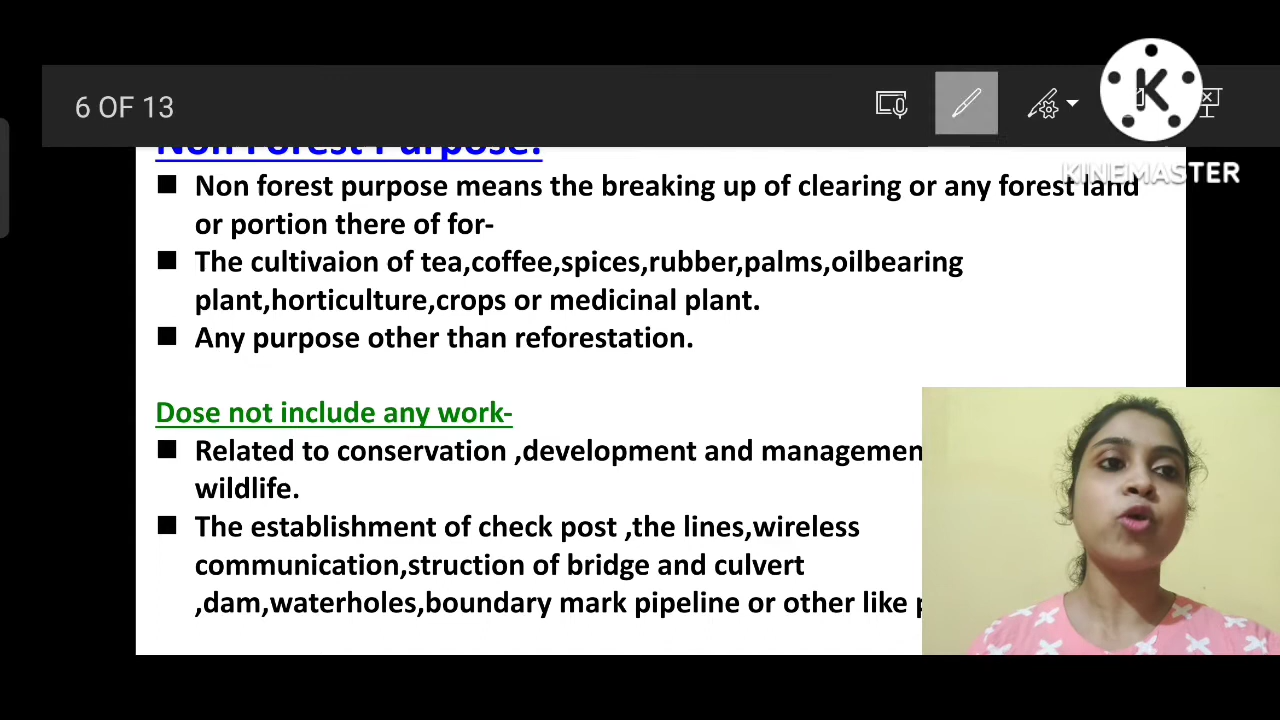 6 OF 13
K
KINEMASTER
Non Forest Purpose:
Non forest purpose means the breaking up of clearing or any forest land
or portion there of for-
The cultivaion of tea,coffee,spices,rubber,palms,oilbearing
plant,horticulture,crops or medicinal plant.
Any purpose other than reforestation.
Dose not include any work-
Related to conservation ,development and managemen
wildlife.
The establishment of check post ,the lines,wireless
communication,struction of bridge and culvert
,dam,waterholes,boundary mark pipeline or other like